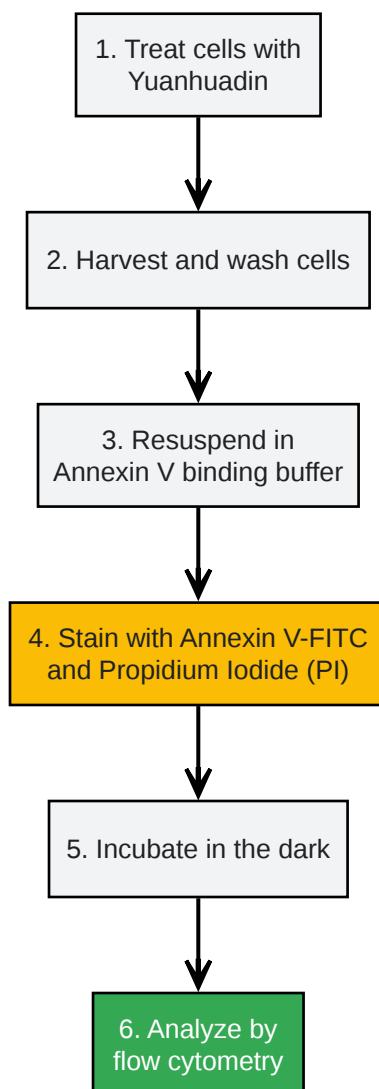 1. Treat cells with
Yuanhuadin
2. Harvest and wash cells
3. Resuspend in
Annexin V binding buffer
4. Stain with Annexin V-FITC
and Propidium Iodide (PI)
5. Incubate in the dark
6. Analyze by
flow cytometry